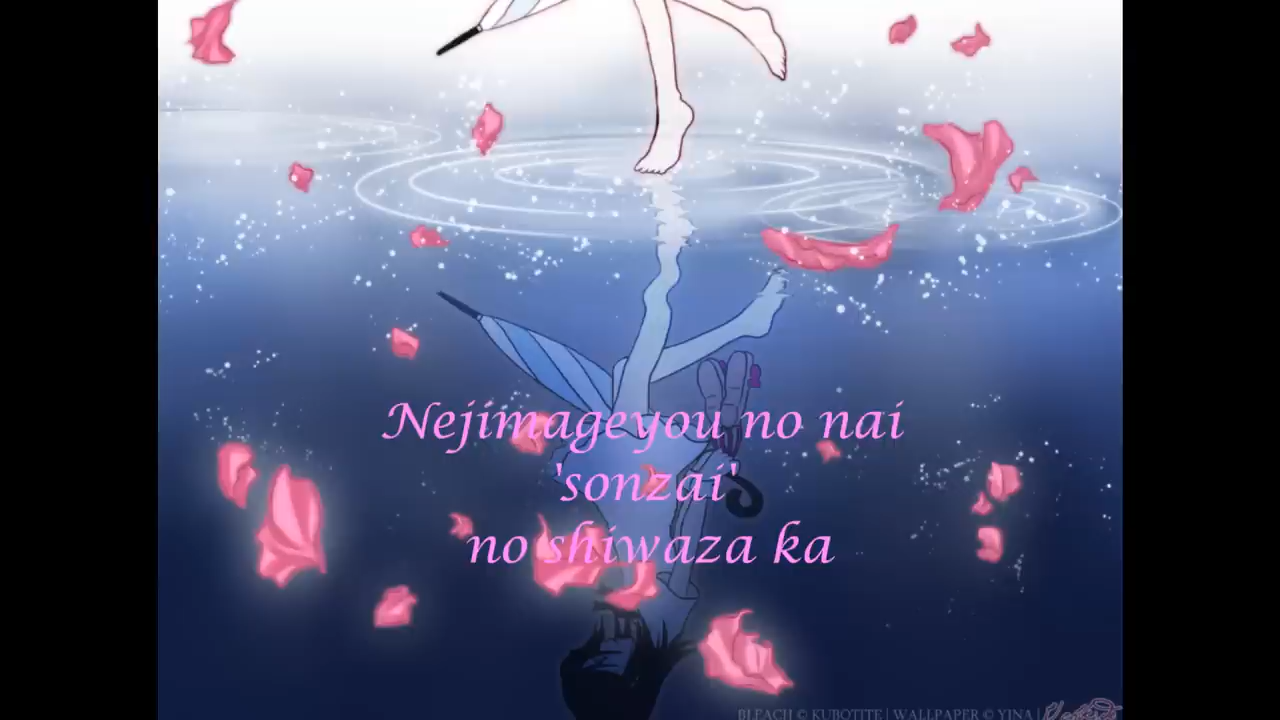 Nejimageyou no nai
'sonzai'
no shiwaza ka
BLEACH © KUBOTITE | WALLPAPER © YINA |